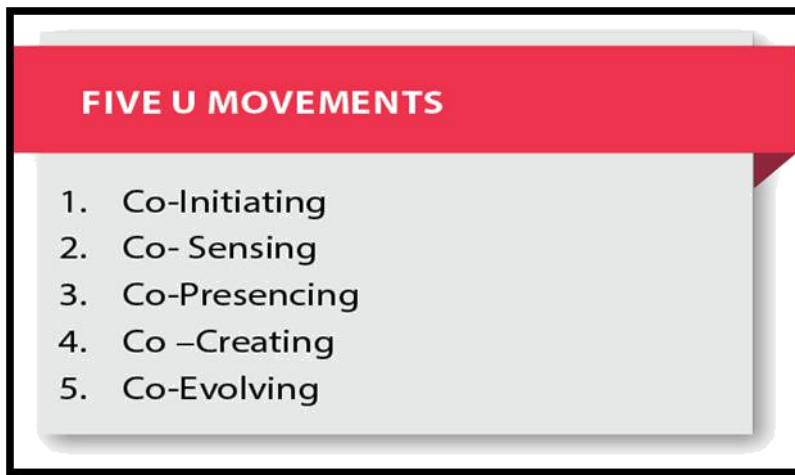 FIVE U MOVEMENTS
1. Co-Initiating
2. Co- Sensing
3. Co-Presencing
4. Co –Creating
5. Co-Evolving